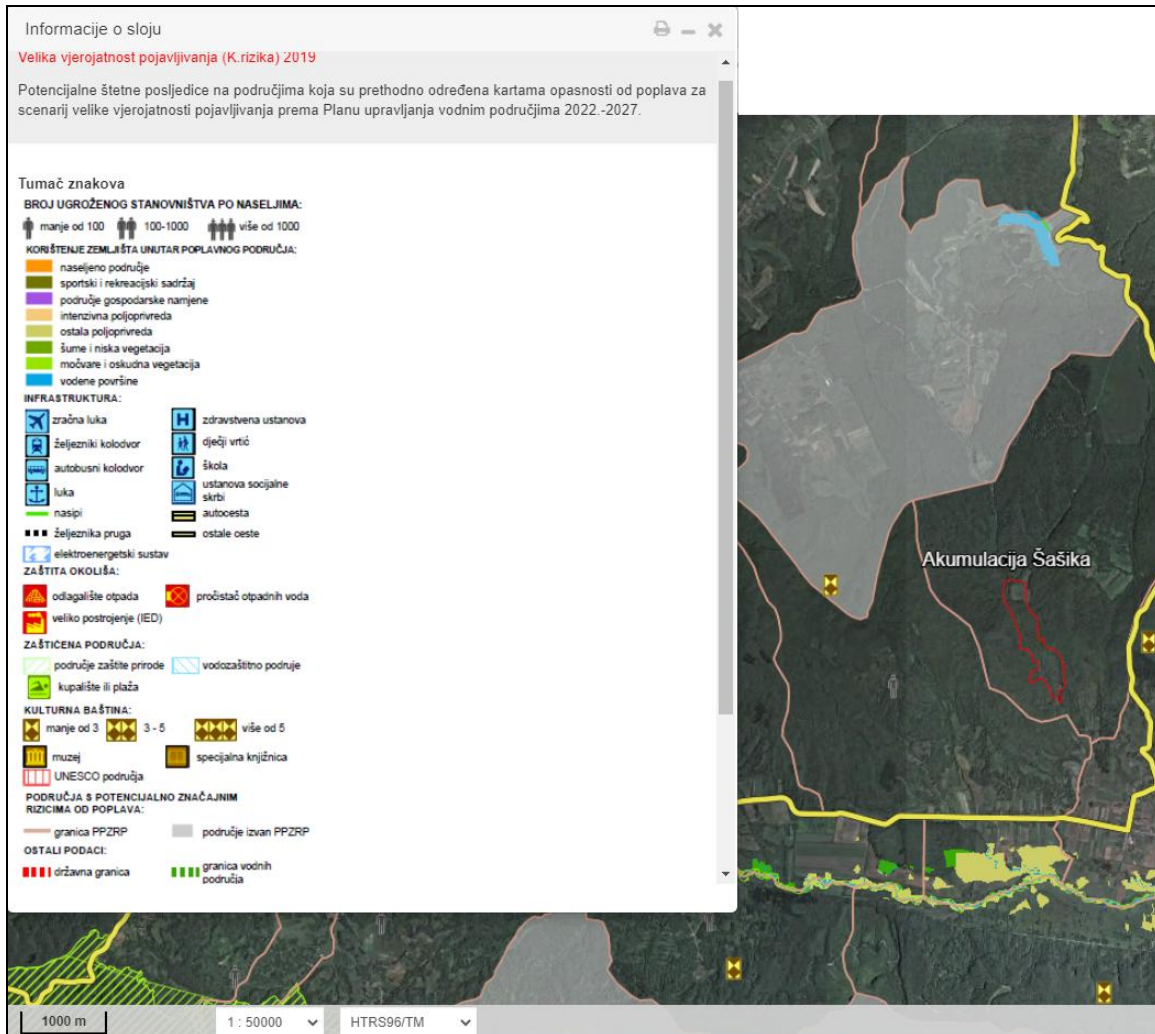 Informacije o sloju
Velika vjerojatnost pojavljivanja (K.rizika) 2019
Potencijalne štetne posljedice na područjima koja su prethodno određena kartama opasnosti od poplava za
scenarij velike vjerojatnosti pojavljivanja prema Planu upravljanja vodnim područjima 2022.-2027.
Tumač znakova
BROJ UGROŽENOG STANOVNIŠTVA PO NASELJIMA:
manje od 100 100-1000 više od 1000
KORIŠTENJE ZEMLJIŠTA UNUTAR POPLAVNOG PODRUČJA:
naseljeno područje
sportski i rekreacijski sadržaj
područje gospodarske namjene
intenzivna poljoprivreda
ostala poljoprivreda
šume i niska vegetacija
močvare i oskudna vegetacija
vodene površine
INFRASTRUKTURA:
zračna luka H zdravstvena ustanova
željezniki kolodvor dječji vrtić
autobusni kolodvor škola
luka ustanova socijalne
skrbi
nasipi autocesta
željeznika pruga ostale ceste
elektroenergetski sustav
ZAŠTITA OKOLIŠA:
odlagalište otpada pročistač otpadnih voda
veliko postrojenje (IED)
ZAŠTIĆENA PODRUČJA:
područje zaštite prirode vodozaštitno podruje
kupalište ili plaža
KULTURNA BAŠTINA:
manje od 3 3 - 5 više od 5
muzej specijalna knjižnica
UNESCO područja
PODRUČJA S POTENCIJALNO ZNAČAJNIM
RIZICIMA OD POPLAVA:
granica PPZRP područje izvan PPZRP
OSTALI PODACI:
državna granica granica vodnih
područja
Akumulacija Šašika
1000 m 1 : 50000 HTRS96/TM